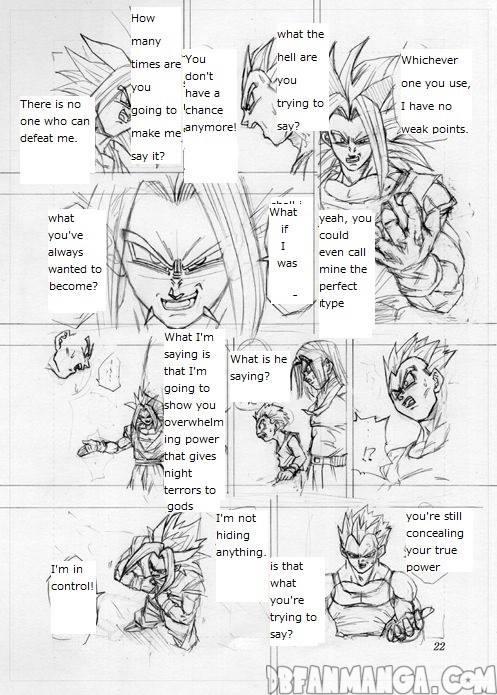 How
many
times are
you
going to
make me
say it?
You
don't
have a
chance
anymore!
There is no
one who can
defeat me.
what the
hell are
you
trying to
say?
Whichever
one you use,
I have no
weak points.
what
you've
always
wanted to
become?
What
if
I
was
yeah, you
could
even call
mine the
perfect
type
What I'm
saying is
that I'm
going to
show you
overwhelm
ing power
that gives
night
terrors to
gods
What is he
saying?
!?
I'm in
control!
I'm not
hiding
anything.
is that
what
you're
trying to
say?
you're still
concealing
your true
power
22
DBFANMANGA.COM